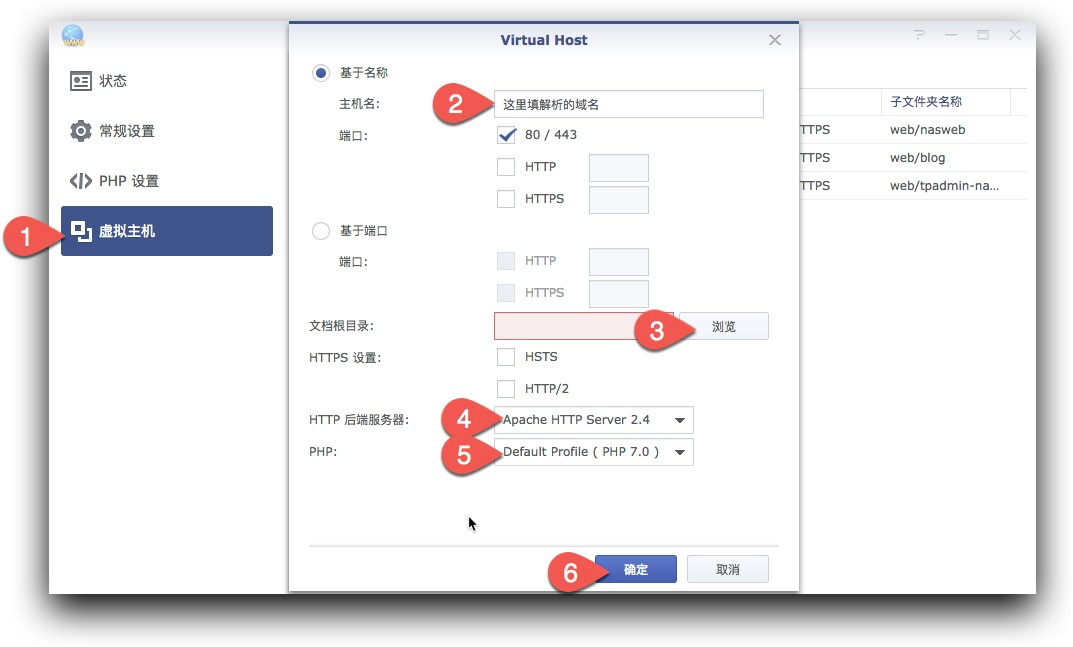 Virtual Host
状态
常规设置
PHP 设置
虚拟主机
1
基于名称
主机名:
2
这里填解析的域名
端口:
80 / 443
HTTP
HTTPS
基于端口
端口:
HTTP
HTTPS
文档根目录:
3
浏览
HTTPS 设置:
HSTS
HTTP/2
HTTP 后端服务器:
4
Apache HTTP Server 2.4
PHP:
5
Default Profile ( PHP 7.0 )
6
确定
取消
子文件夹名称
TTPS
web/nasweb
TTPS
web/blog
TTPS
web/tpadmin-na...